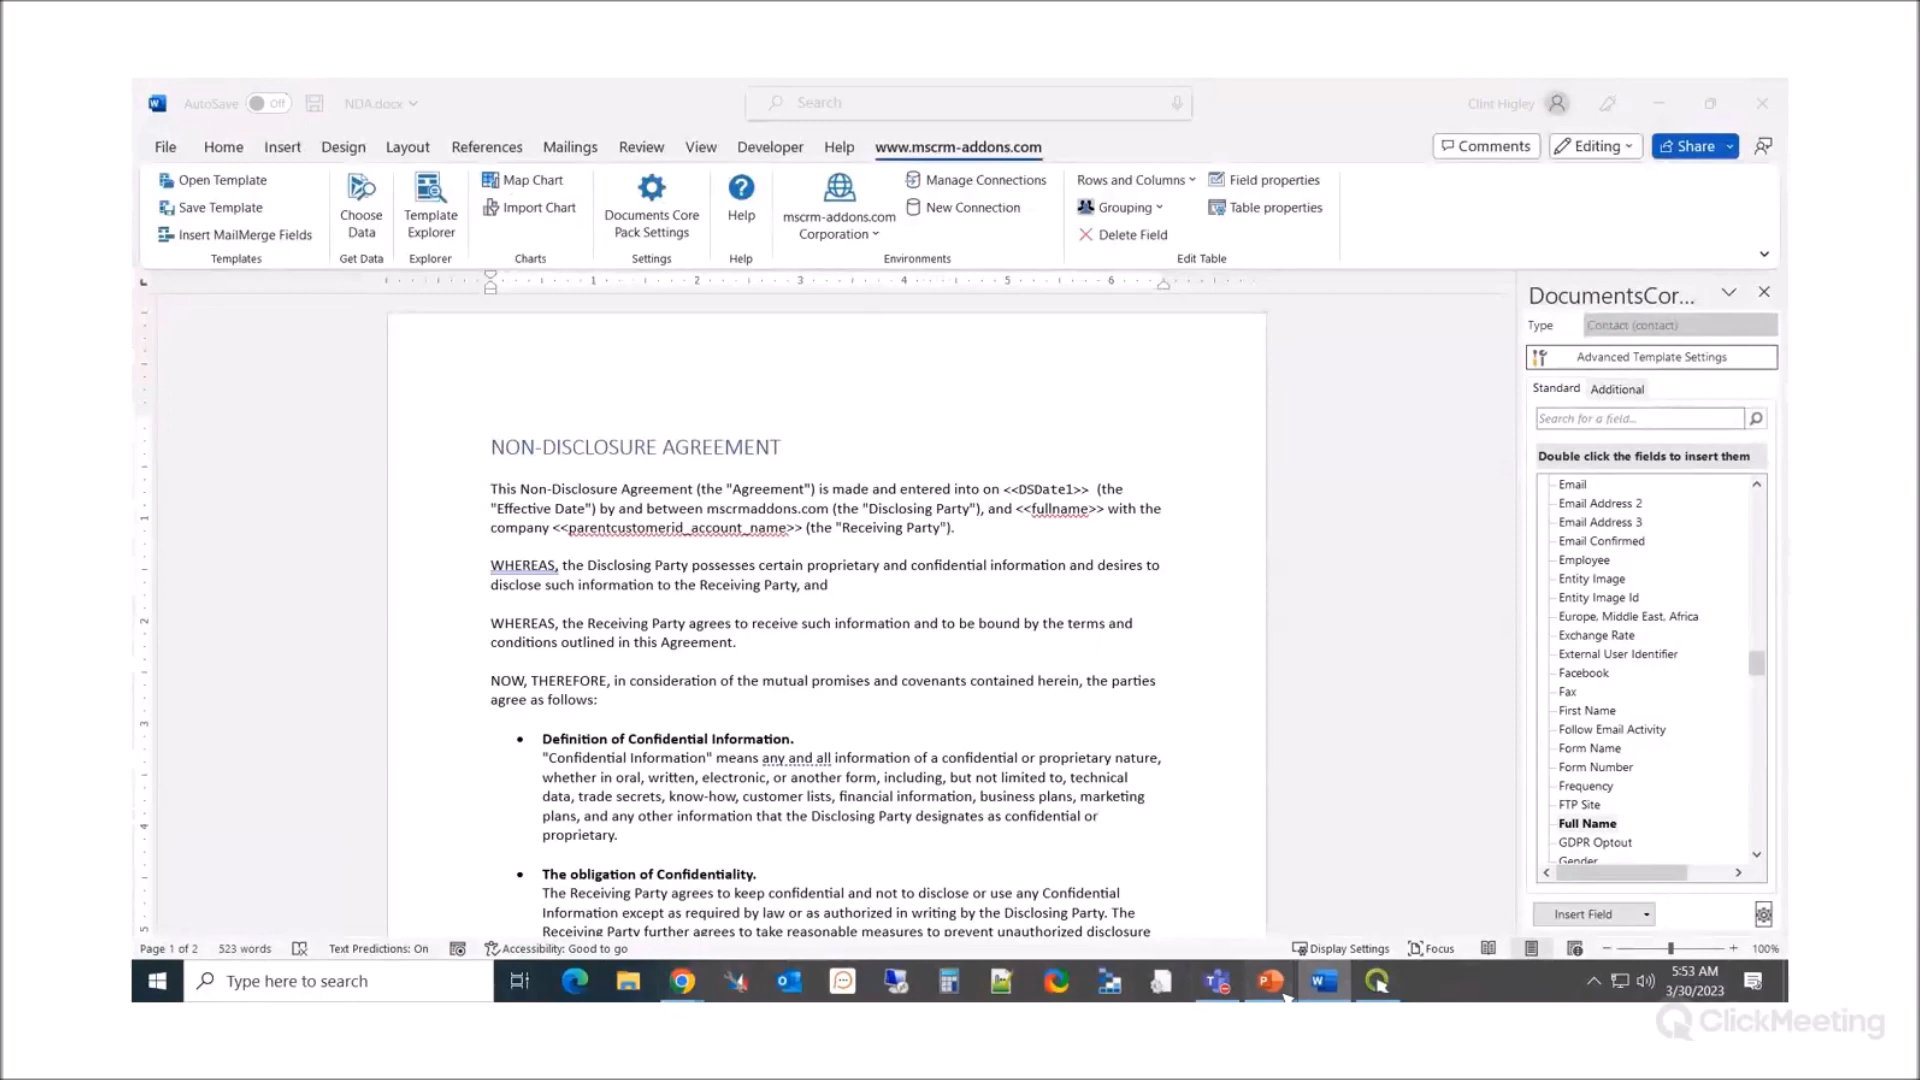 AutoSave Off NDA.docx Search Clint Higley
File Home Insert Design Layout References Mailings Review View Developer Help www.mscrm-addons.com Comments Editing Share
Open Template
Save Template
Insert MailMerge Fields
Templates
Choose
Data
Get Data
Template
Explorer
Explorer
Map Chart
Import Chart
Charts
Documents Core
Pack Settings
Settings
Help
Help
mscrm-addons.com
Corporation
Manage Connections
New Connection
Environments
Rows and Columns
Grouping
Delete Field
Field properties
Table properties
Edit Table
1 2 3 4 5 6
NON-DISCLOSURE AGREEMENT
This Non-Disclosure Agreement (the "Agreement") is made and entered into on <<DSDate1>> (the
"Effective Date") by and between mscrmaddons.com (the "Disclosing Party"), and <<fullname>> with the
company <<parentcustomerid_account_name>> (the "Receiving Party").
WHEREAS, the Disclosing Party possesses certain proprietary and confidential information and desires to
disclose such information to the Receiving Party, and
WHEREAS, the Receiving Party agrees to receive such information and to be bound by the terms and
conditions outlined in this Agreement.
NOW, THEREFORE, in consideration of the mutual promises and covenants contained herein, the parties
agree as follows:
• Definition of Confidential Information.
"Confidential Information" means any and all information of a confidential or proprietary nature,
whether in oral, written, electronic, or another form, including, but not limited to, technical
data, trade secrets, know-how, customer lists, financial information, business plans, marketing
plans, and any other information that the Disclosing Party designates as confidential or
proprietary.
• The obligation of Confidentiality.
The Receiving Party agrees to keep confidential and not to disclose or use any Confidential
Information except as required by law or as authorized in writing by the Disclosing Party. The
Receiving Party further agrees to take reasonable measures to prevent unauthorized disclosure
1
2
3
4
5
DocumentsCor...
Type Contact (contact)
Advanced Template Settings
Standard Additional
Search for a field...
Double click the fields to insert them
Email
Email Address 2
Email Address 3
Email Confirmed
Employee
Entity Image
Entity Image Id
Europe, Middle East, Africa
Exchange Rate
External User Identifier
Facebook
Fax
First Name
Follow Email Activity
Form Name
Form Number
Frequency
FTP Site
Full Name
GDPR Optout
Gender
Insert Field
Page 1 of 2 523 words Text Predictions: On Accessibility: Good to go Display Settings Focus 100%
Type here to search
5:53 AM
3/30/2023
ClickMeeting